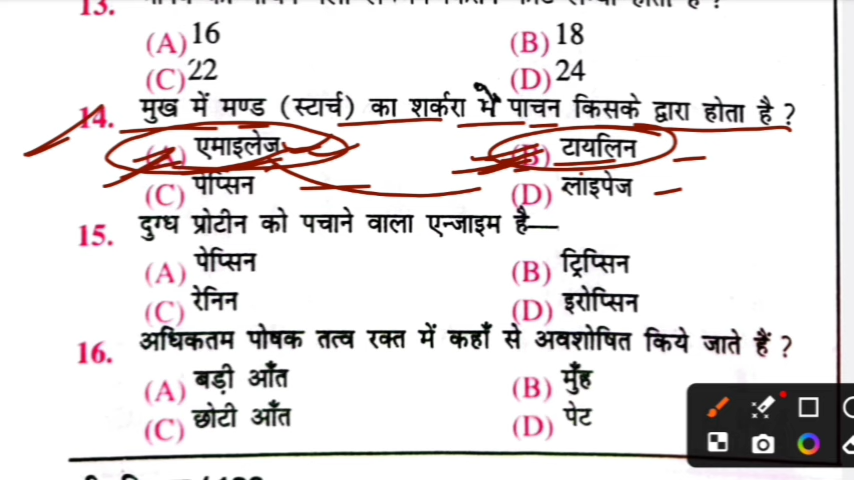 13.
(A) 16 (B) 18
(C) 22 (D) 24
14. मुख में मण्ड (स्टार्च) का शर्करा में पाचन किसके द्वारा होता है ?
(A) एमाइलेज (B) टायलिन
(C) पेप्सिन (D) लाइपेज
15. दुग्ध प्रोटीन को पचाने वाला एन्जाइम है—
(A) पेप्सिन (B) ट्रिप्सिन
(C) रेनिन (D) इरोप्सिन
16. अधिकतम पोषक तत्व रक्त में कहाँ से अवशोषित किये जाते हैं ?
(A) बड़ी आँत (B) मुँह
(C) छोटी आँत (D) पेट